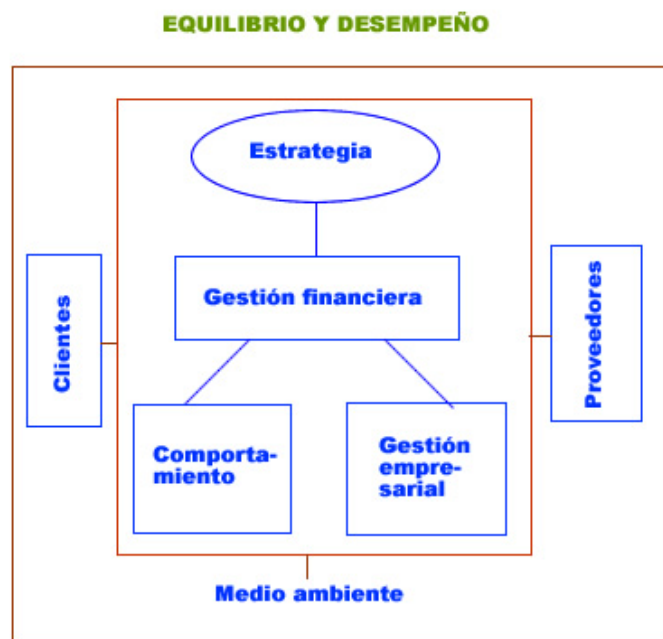 EQUILIBRIO Y DESEMPEÑO
Estrategia
Gestión financiera
Clientes
Proveedores
Comporta-
miento
Gestión
empre-
sarial
Medio ambiente